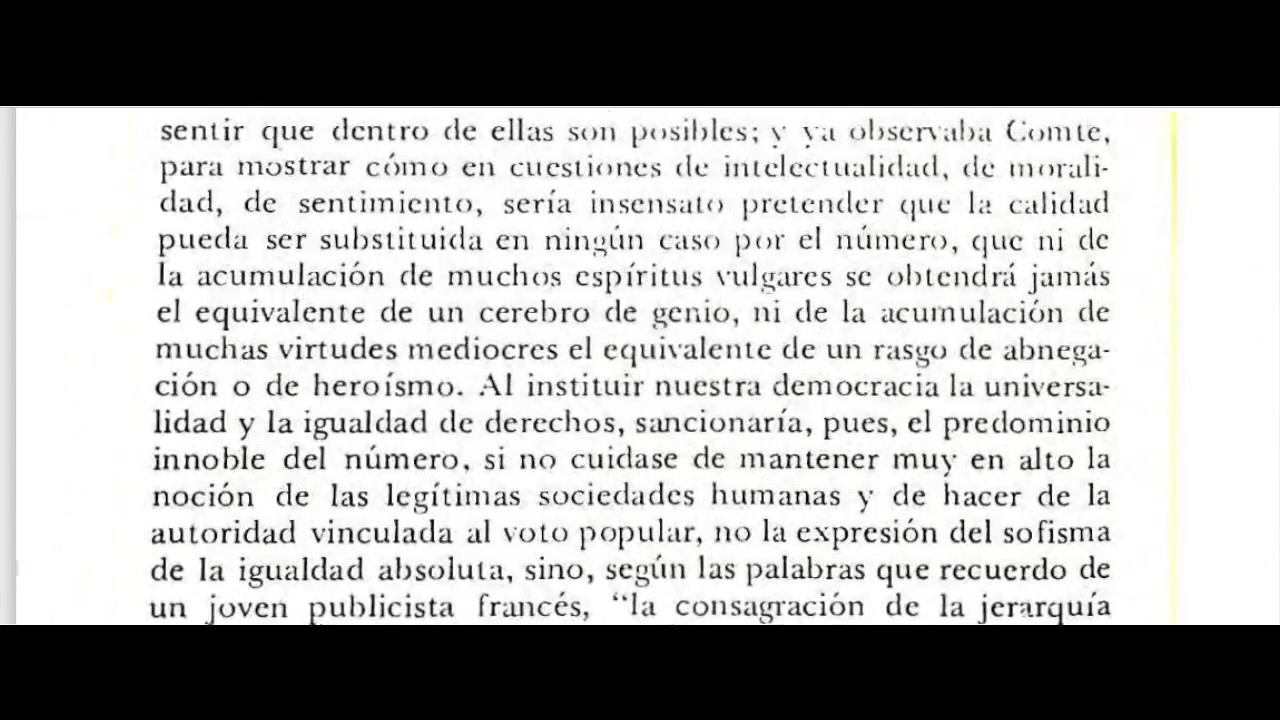 sentir que dentro de ellas son posibles; y ya observaba Comte,
para mostrar cómo en cuestiones de intelectualidad, de morali-
dad, de sentimiento, sería insensato pretender que la calidad
pueda ser substituida en ningún caso por el número, que ni de
la acumulación de muchos espíritus vulgares se obtendrá jamás
el equivalente de un cerebro de genio, ni de la acumulación de
muchas virtudes mediocres el equivalente de un rasgo de abnega-
ción o de heroísmo. Al instituir nuestra democracia la universa-
lidad y la igualdad de derechos, sancionaría, pues, el predominio
innoble del número, si no cuidase de mantener muy en alto la
noción de las legítimas sociedades humanas y de hacer de la
autoridad vinculada al voto popular, no la expresión del sofisma
de la igualdad absoluta, sino, según las palabras que recuerdo de
un joven publicista francés, “la consagración de la jerarquía